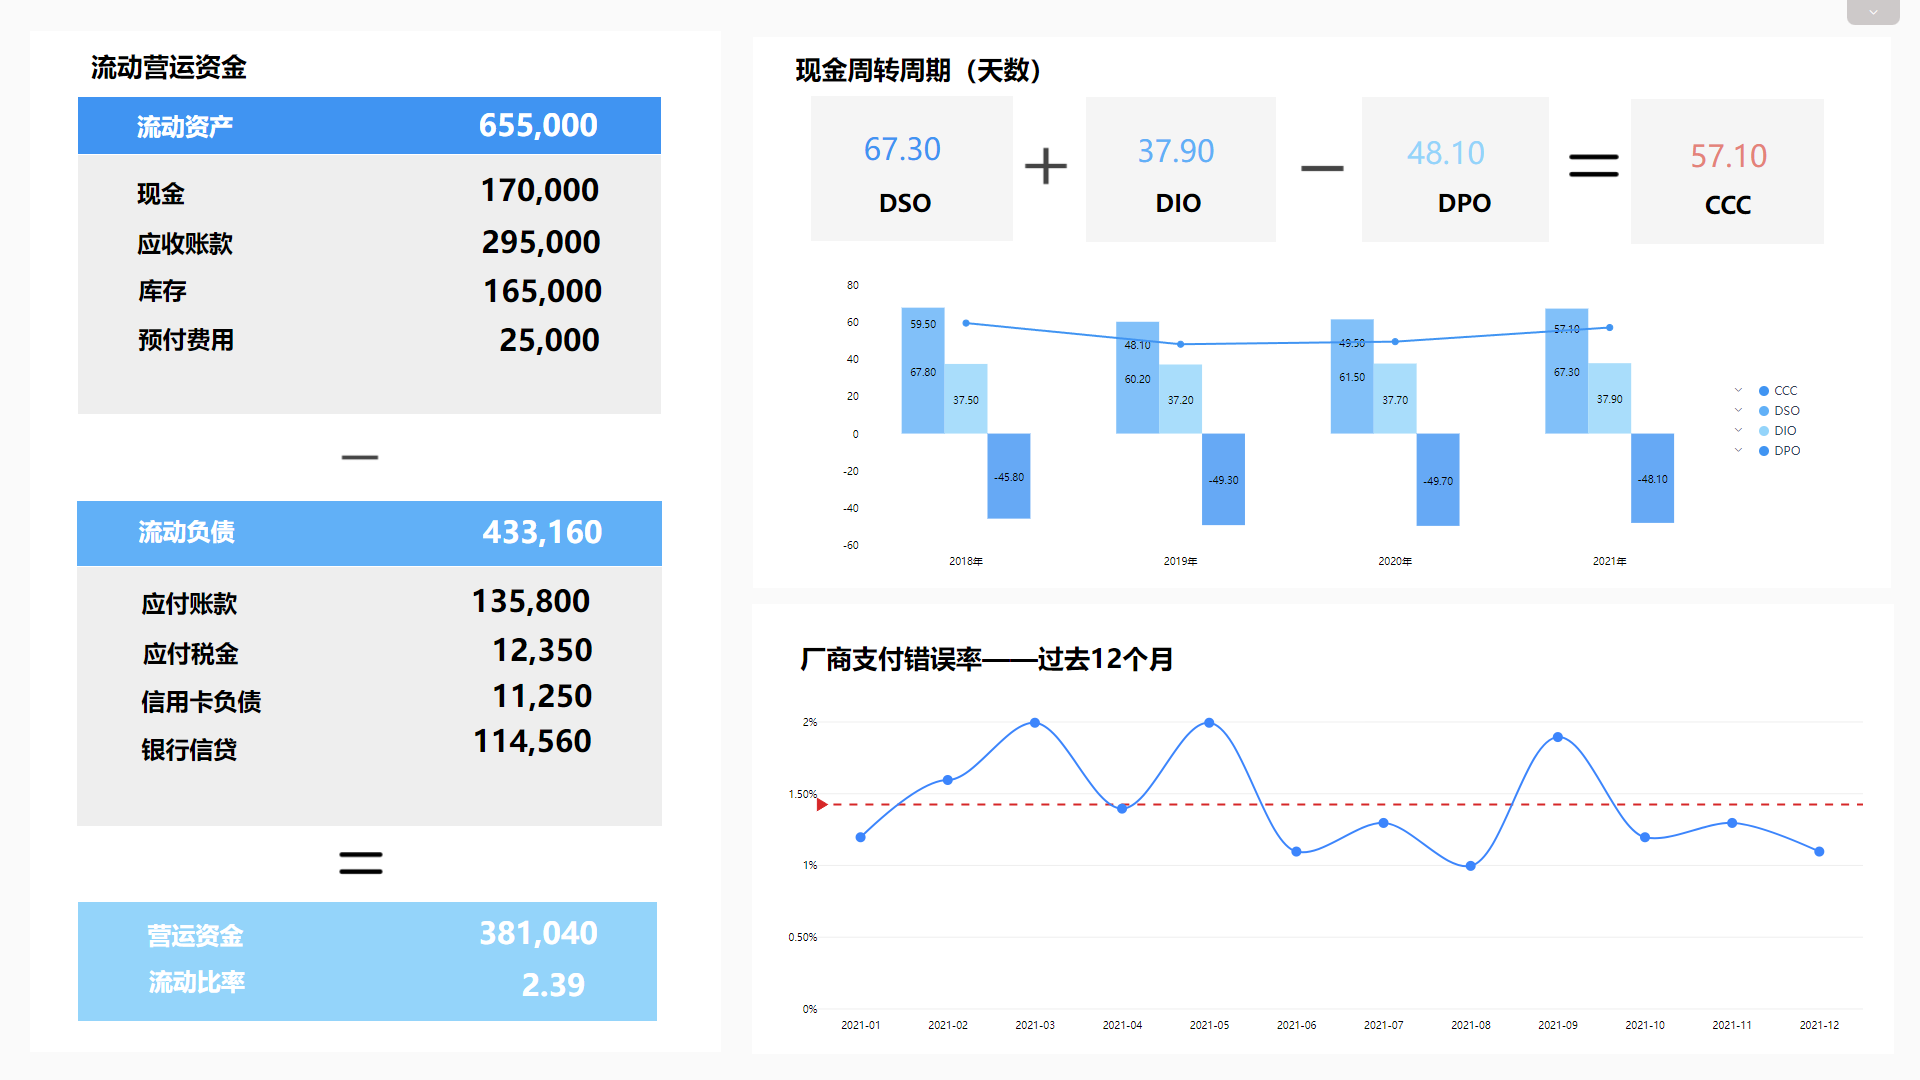 流动营运资金
流动资产 655,000
现金 170,000
应收账款 295,000
库存 165,000
预付费用 25,000
—
流动负债 433,160
应付账款 135,800
应付税金 12,350
信用卡负债 11,250
银行信贷 114,560
=
营运资金 381,040
流动比率 2.39
现金周转周期（天数）
67.30 + 37.90 — 48.10 = 57.10
DSO DIO DPO CCC
80
60
40
20
0
-20
-40
-60
59.50 48.10 49.50 57.10
67.80 60.20 61.50 67.30
37.50 37.20 37.70 37.90
-45.80 -49.30 -49.70 -48.10
2018年 2019年 2020年 2021年
CCC
DSO
DIO
DPO
厂商支付错误率——过去12个月
2%
1.50%
1%
0.50%
0%
2021-01 2021-02 2021-03 2021-04 2021-05 2021-06 2021-07 2021-08 2021-09 2021-10 2021-11 2021-12